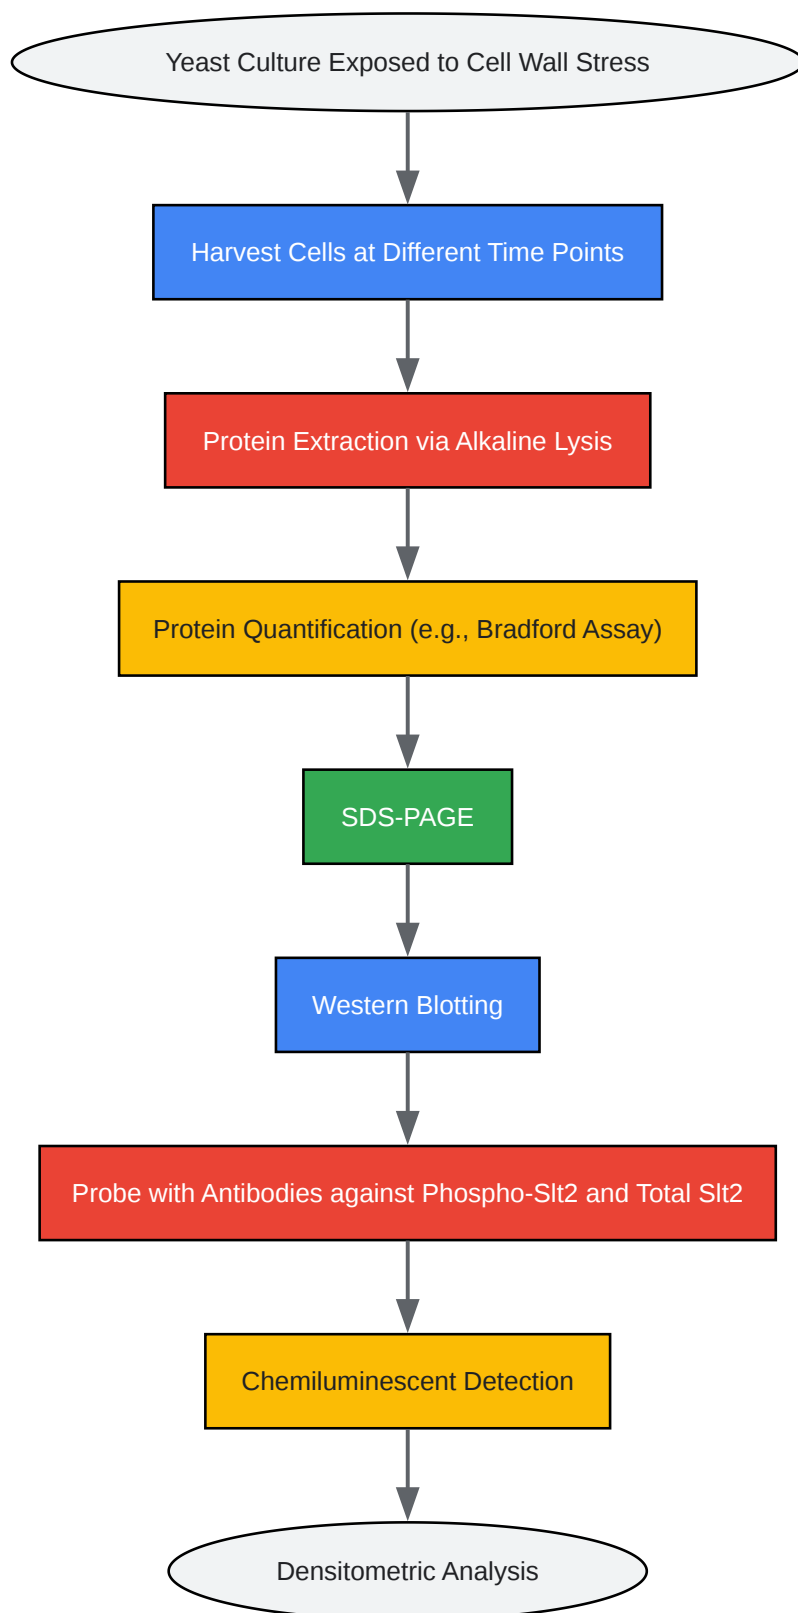 Yeast Culture Exposed to Cell Wall Stress
Harvest Cells at Different Time Points
Protein Extraction via Alkaline Lysis
Protein Quantification (e.g., Bradford Assay)
SDS-PAGE
Western Blotting
Probe with Antibodies against Phospho-Slt2 and Total Slt2
Chemiluminescent Detection
Densitometric Analysis